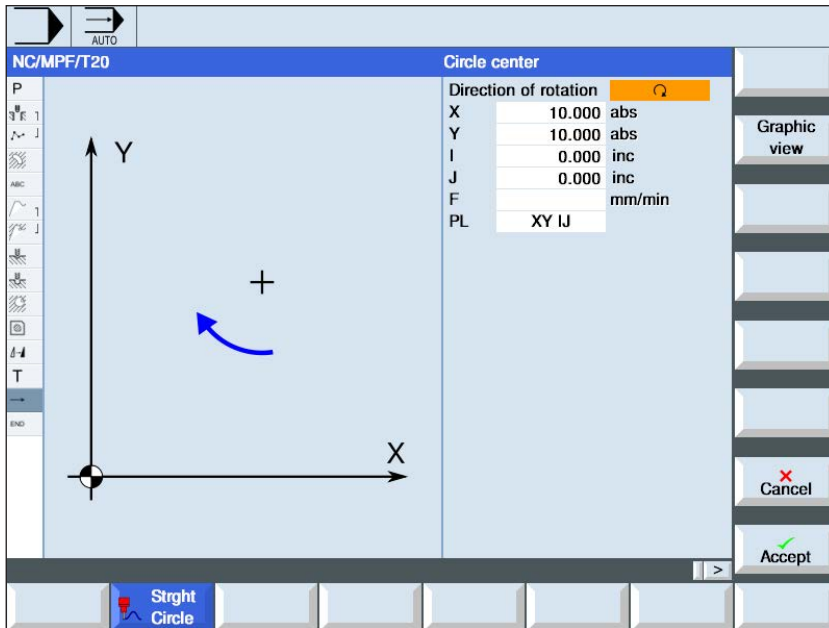 AUTO
NC/MPF/T20
Circle center
P
ABC
T
END
Y
X
Direction of rotation
X 10.000 abs
Y 10.000 abs
I 0.000 inc
J 0.000 inc
F mm/min
PL XY IJ
Graphic
view
Cancel
Accept
>
Strght
Circle